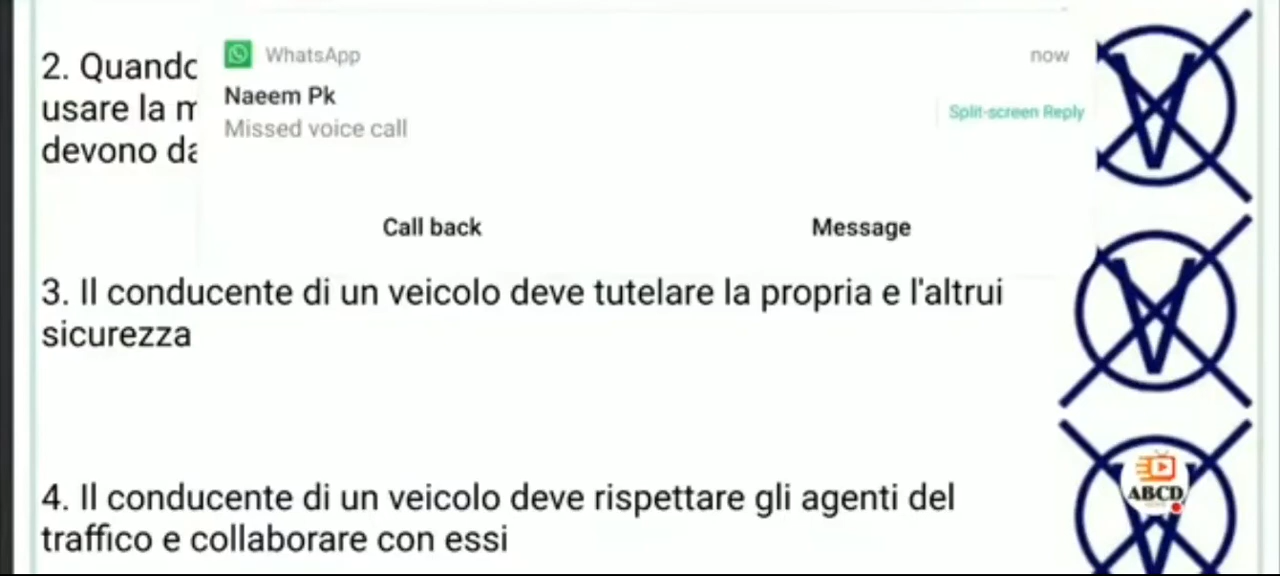 2. Quando
usare la m
devono da
WhatsApp
now
Naeem Pk
Missed voice call
Split-screen Reply
Call back
Message
V
3. Il conducente di un veicolo deve tutelare la propria e l'altrui
sicurezza
V
4. Il conducente di un veicolo deve rispettare gli agenti del
traffico e collaborare con essi
V
ABCD